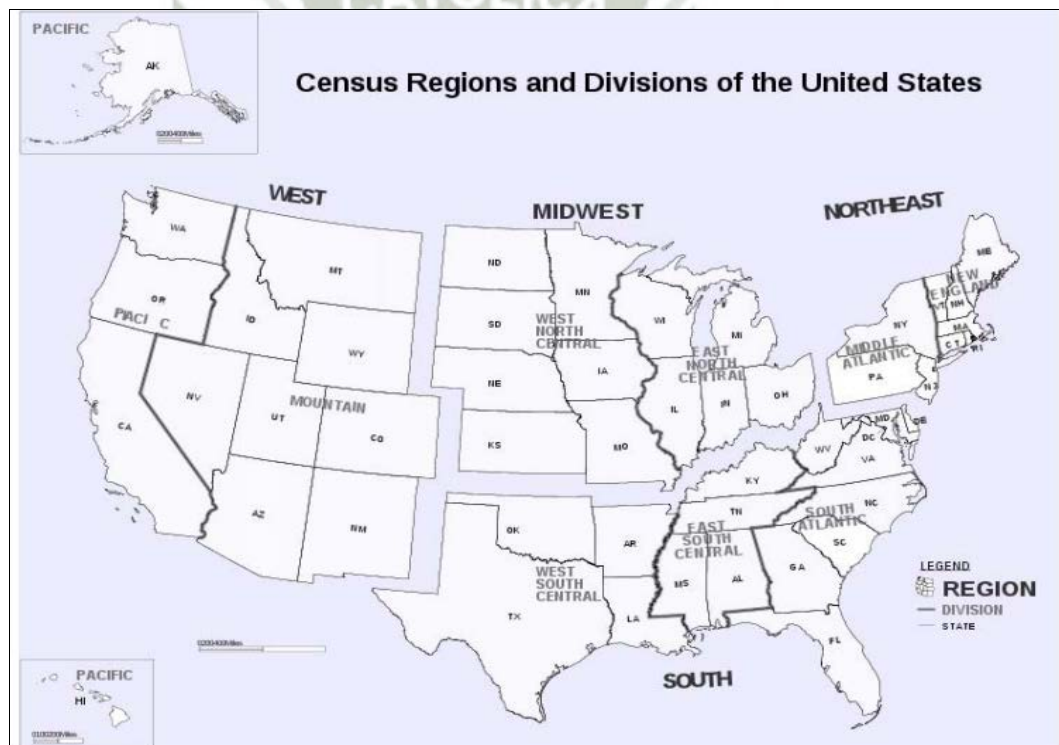 PACIFIC
AK
0200400Miles
Census Regions and Divisions of the United States
WEST
MIDWEST
NORTHEAST
WA
MT
ND
MN
ME
OR
ID
SD
WI
MI
NEW
ENGLAND
VT
NH
NY
MA
CT
RI
PIACI C
WY
WEST
NORTH
CENTRAL
EAST
NORTH
CENTRAL
MIDDLE
ATLANTIC
PA
NJ
NE
IA
NV
UT
MOUNTAIN
CO
CA
KS
MO
IL
IN
OH
WV
MD
DE
DC
VA
KY
AZ
NM
OK
AR
TN
NC
SOUTH
ATLANTIC
SC
EAST
SOUTH
CENTRAL
MS
AL
GA
WEST
SOUTH
CENTRAL
TX
LA
FL
LEGEND
REGION
DIVISION
STATE
0200400Miles
SOUTH
PACIFIC
HI
0100200Miles